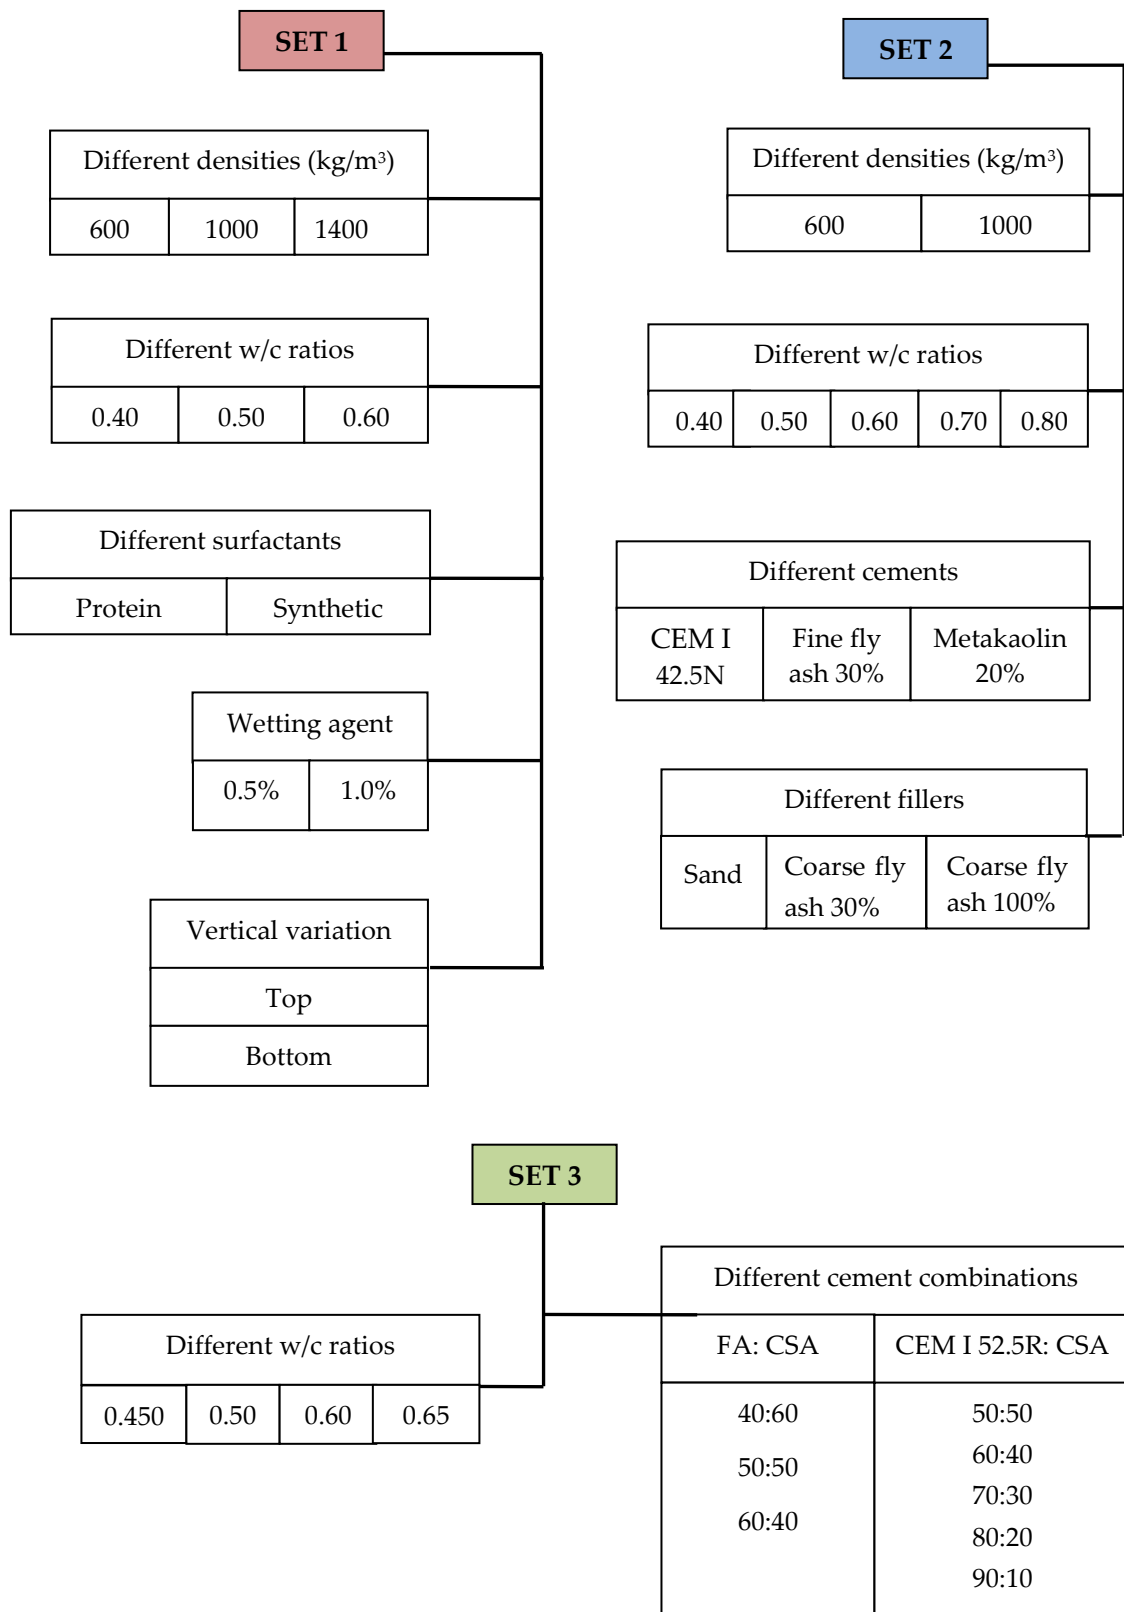 SET 1
Different densities (kg/m³)
600 1000 1400
Different w/c ratios
0.40 0.50 0.60
Different surfactants
Protein Synthetic
Wetting agent
0.5% 1.0%
Vertical variation
Top
Bottom
SET 2
Different densities (kg/m³)
600 1000
Different w/c ratios
0.40 0.50 0.60 0.70 0.80
Different cements
CEM I
42.5N
Fine fly
ash 30%
Metakaolin
20%
Different fillers
Sand
Coarse fly
ash 30%
Coarse fly
ash 100%
SET 3
Different w/c ratios
0.450 0.50 0.60 0.65
Different cement combinations
FA: CSA
40:60
50:50
60:40
CEM I 52.5R: CSA
50:50
60:40
70:30
80:20
90:10